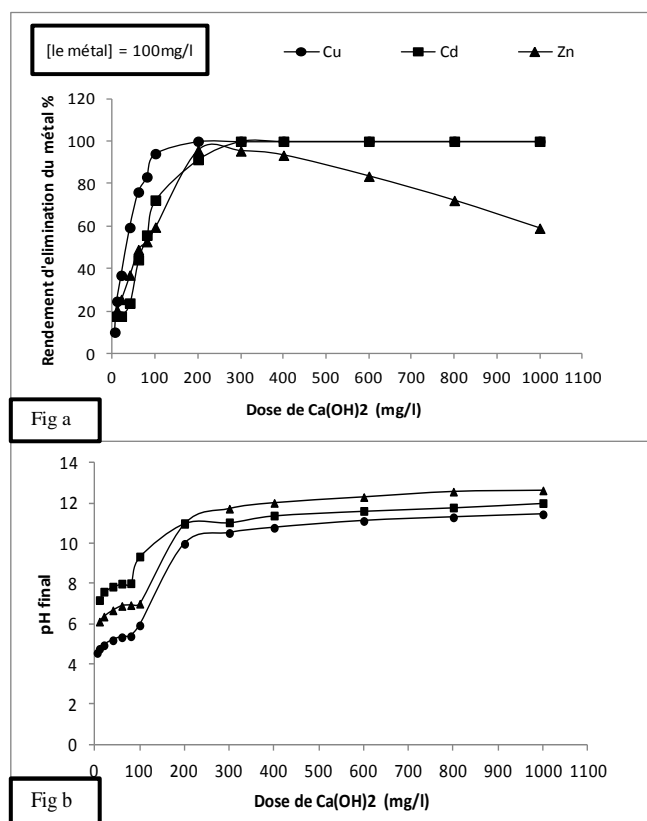 [le métal] = 100mg/l
Cu Cd Zn
Rendement d'elimination du métal %
120
100
80
60
40
20
0
0 100 200 300 400 500 600 700 800 900 1000 1100
Dose de Ca(OH)2 (mg/l)
Fig a
pH final
14
12
10
8
6
4
2
0
0 100 200 300 400 500 600 700 800 900 1000 1100
Dose de Ca(OH)2 (mg/l)
Fig b